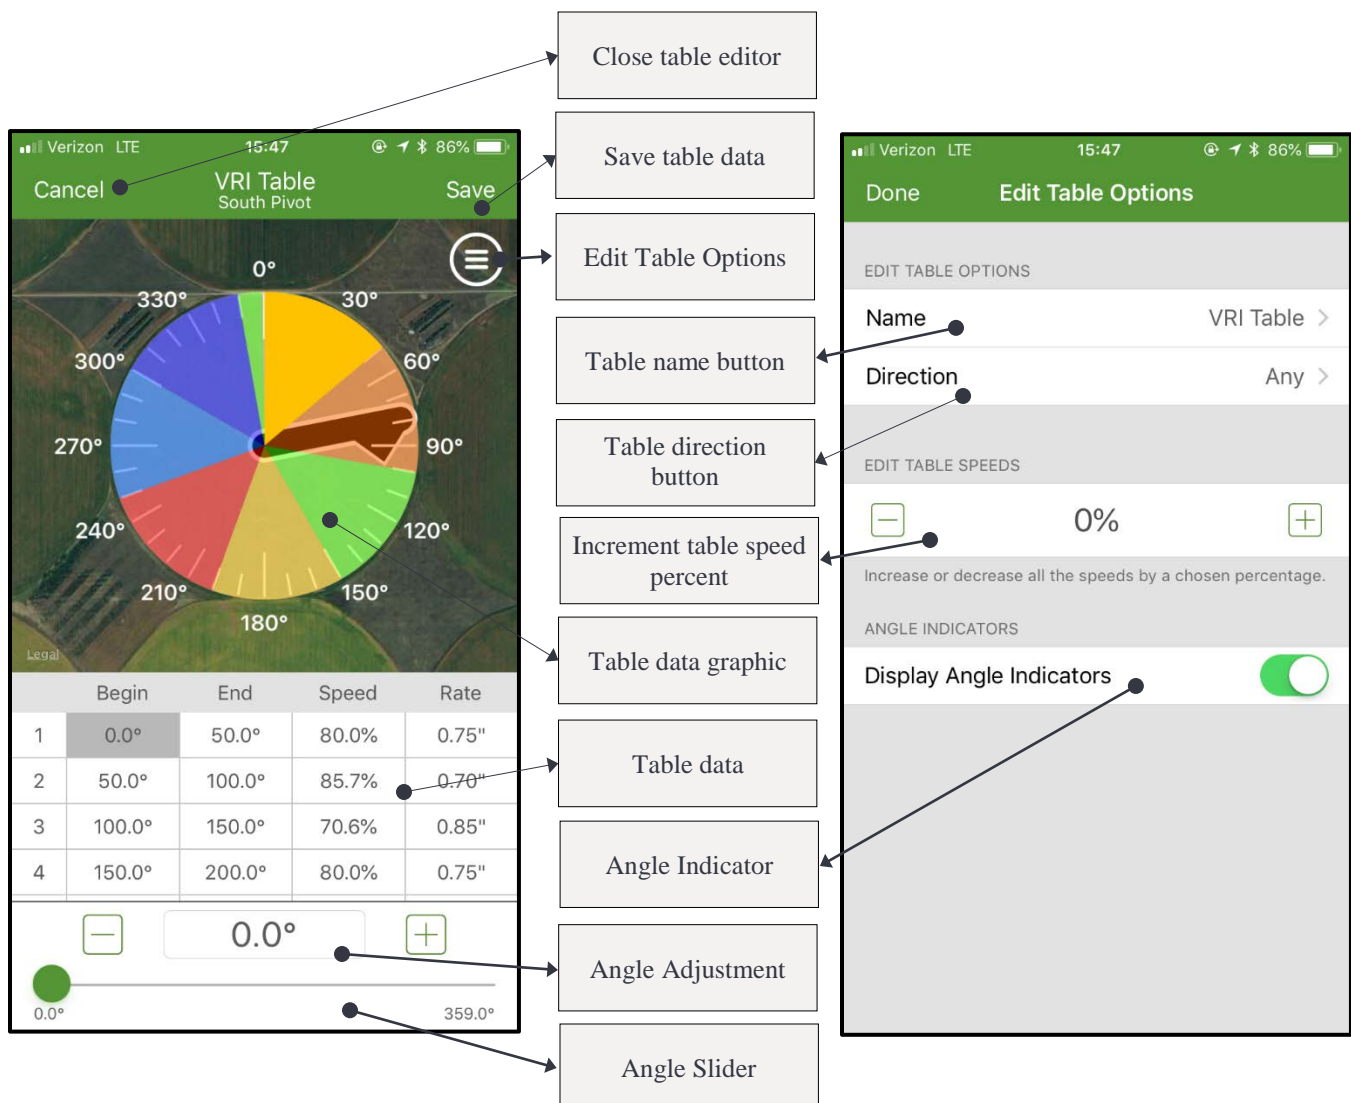 Close table editor
Save table data
Edit Table Options
Table name button
Table direction
button
Increment table speed
percent
Table data graphic
Table data
Angle Indicator
Angle Adjustment
Angle Slider
Verizon LTE 15:47 86%
Cancel VRI Table Save
South Pivot
0°
330° 30°
300° 60°
270° 90°
240° 120°
210° 150°
180°
Legal
Begin End Speed Rate
1 0.0° 50.0° 80.0% 0.75"
2 50.0° 100.0° 85.7% 0.70"
3 100.0° 150.0° 70.6% 0.85"
4 150.0° 200.0° 80.0% 0.75"
0.0°
0.0° 359.0°
Verizon LTE 15:47 86%
Done Edit Table Options
EDIT TABLE OPTIONS
Name VRI Table
Direction Any
EDIT TABLE SPEEDS
0%
Increase or decrease all the speeds by a chosen percentage.
ANGLE INDICATORS
Display Angle Indicators